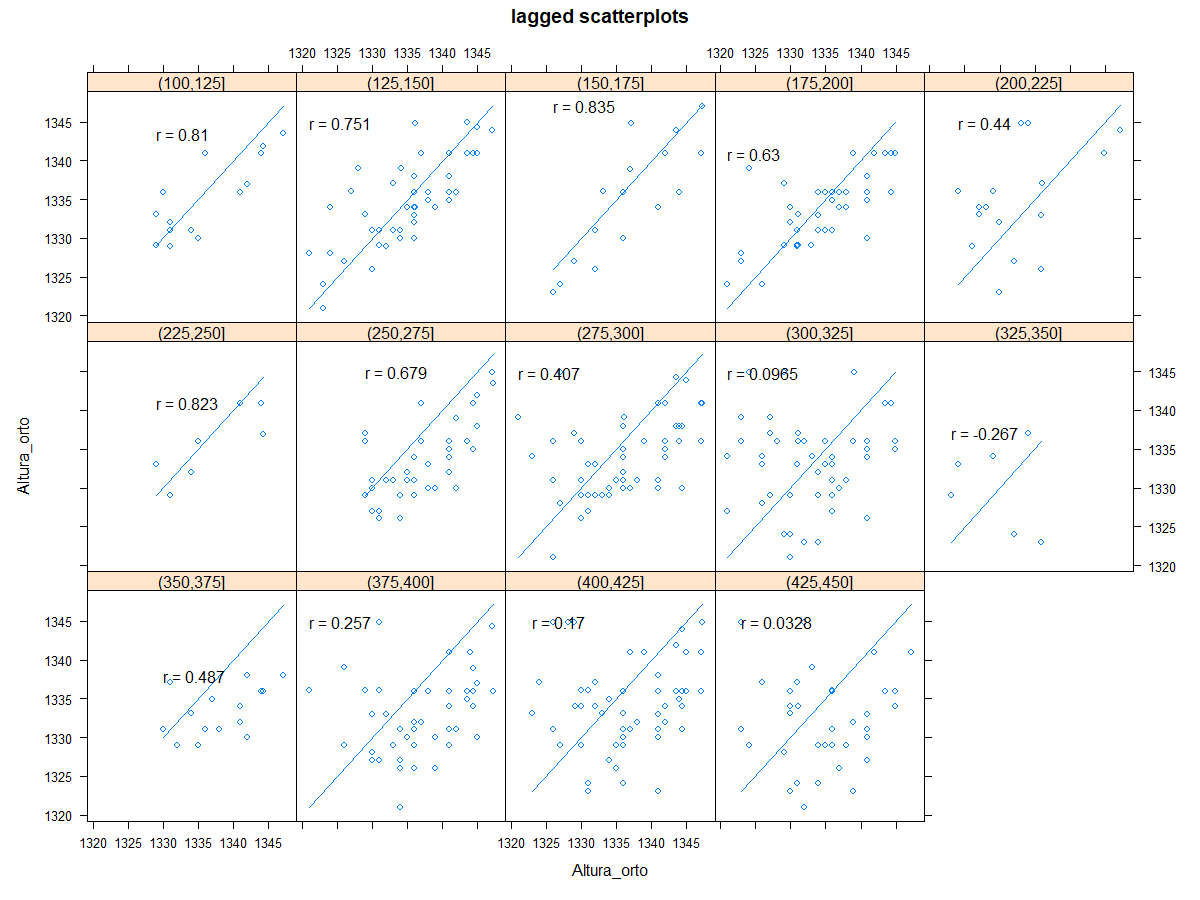 lagged scatterplots
1320 1325 1330 1335 1340 1345 1320 1325 1330 1335 1340 1345
(100,125] (125,150] (150,175] (175,200] (200,225]
r = 0.81 r = 0.751 r = 0.835 r = 0.63 r = 0.44
1345
1340
1335
1330
1325
1320
(225,250] (250,275] (275,300] (300,325] (325,350]
r = 0.823 r = 0.679 r = 0.407 r = 0.0965 r = -0.267
1345
1340
1335
1330
1325
1320
Altura_orto
(350,375] (375,400] (400,425] (425,450]
r = 0.487 r = 0.257 r = 0.17 r = 0.0328
1345
1340
1335
1330
1325
1320
1320 1325 1330 1335 1340 1345 1320 1325 1330 1335 1340 1345
Altura_orto